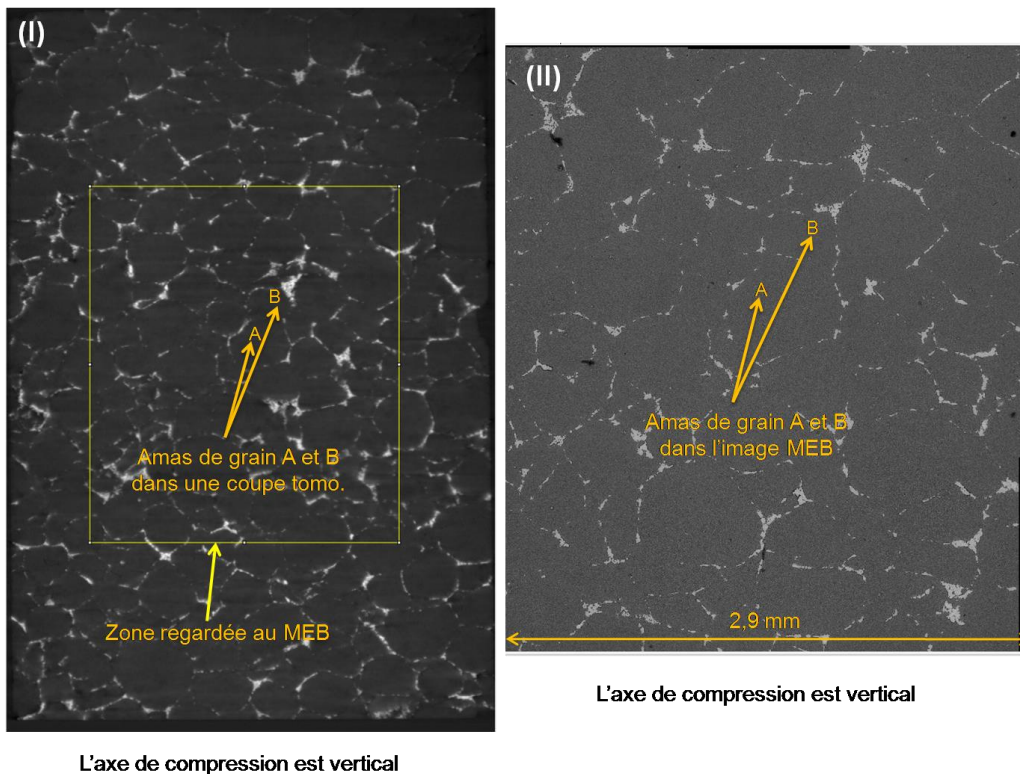 (I)
B
A
Amas de grain A et B
dans une coupe tomo.
Zone regardée au MEB
L'axe de compression est vertical
(II)
B
A
Amas de grain A et B
dans l'image MEB
2,9 mm
L'axe de compression est vertical